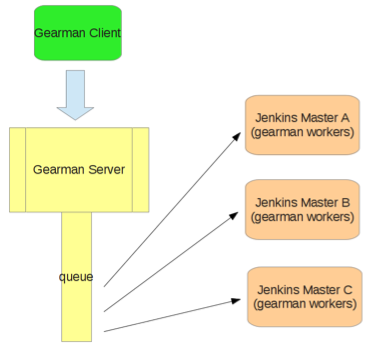 Gearman Client
Gearman Server
queue
Jenkins Master A
(gearman workers)
Jenkins Master B
(gearman workers)
Jenkins Master C
(gearman workers)